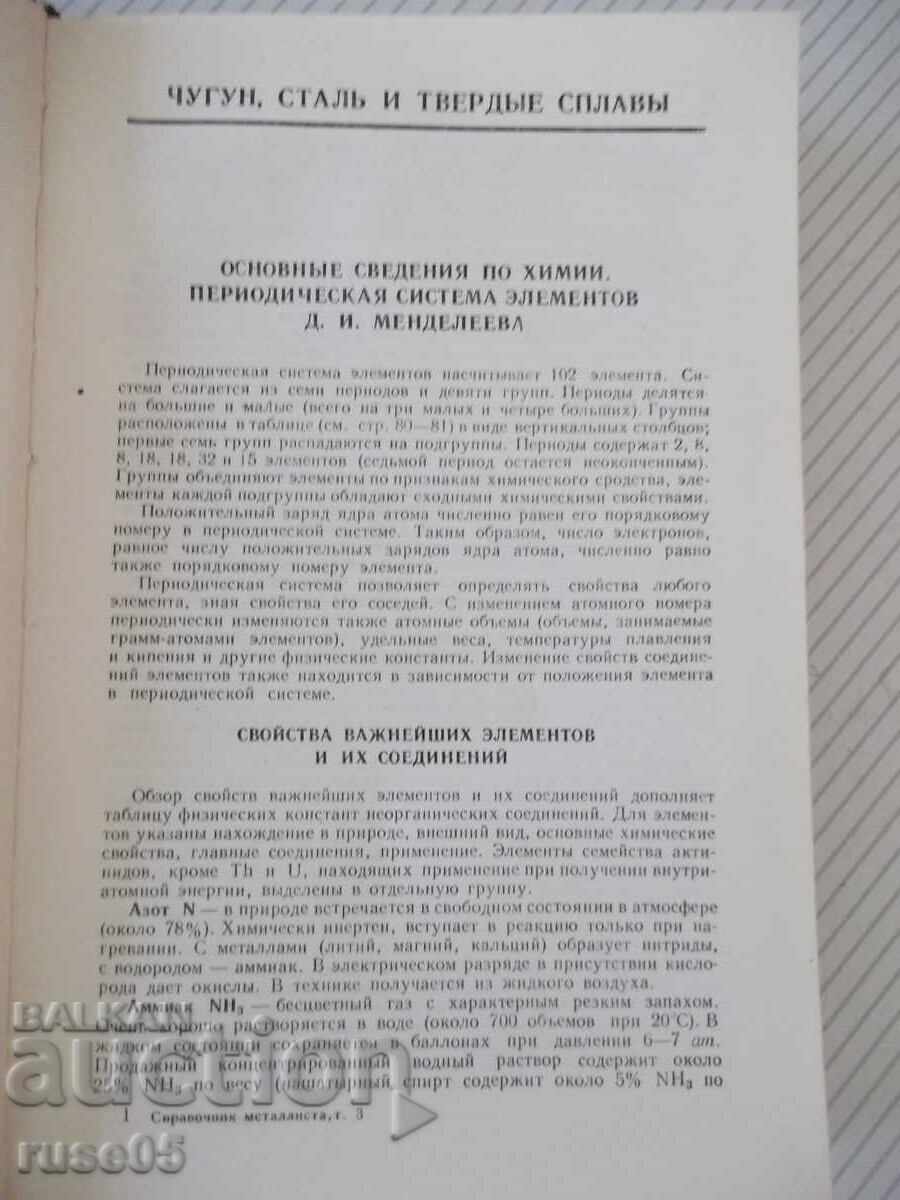 ЧУГУН, СТАЛЬ И ТВЕРДЫЕ СПЛАВЫ
ОСНОВНЫЕ СВЕДЕНИЯ ПО ХИМИИ.
ПЕРИОДИЧЕСКАЯ СИСТЕМА ЭЛЕМЕНТОВ
Д. И. МЕНДЕЛЕЕВА
Периодическая система элементов насчитывает 102 элемента. Си-
стема слагается из семи периодов и девяти групп. Периоды делятся
на большие и малые (всего на три малых и четыре больших). Группы
расположены в таблице (см. стр. 80—81) в виде вертикальных столбцов;
первые семь групп распадаются на подгруппы. Периоды содержат 2, 8,
8, 18, 18, 32 и 15 элементов (седьмой период остается неоконченным).
Группы объединяют элементы по признакам химического сродства, эле-
менты каждой подгруппы обладают сходными химическими свойствами.
Положительный заряд ядра атома численно равен его порядковому
номеру в периодической системе. Таким образом, число электронов,
равное числу положительных зарядов ядра атома, численно равно
также порядковому номеру элемента.
Периодическая система позволяет определять свойства любого
элемента, зная свойства его соседей. С изменением атомного номера
периодически изменяются также атомные объемы (объемы, занимаемые
грамм-атомами элементов), удельные веса, температуры плавления
и кипения и другие физические константы. Изменение свойств соедине-
ний элементов также находится в зависимости от положения элемента
в периодической системе.
СВОЙСТВА ВАЖНЕЙШИХ ЭЛЕМЕНТОВ
И ИХ СОЕДИНЕНИЙ
Обзор свойств важнейших элементов и их соединений дополняет
таблицу физических констант неорганических соединений. Для элемен-
тов указаны нахождение в природе, внешний вид, основные химические
свойства, главные соединения, применение. Элементы семейства акти-
нидов, кроме Th и U, находящих применение при получении внутри-
атомной энергии, выделены в отдельную группу.
Азот N — в природе встречается в свободном состоянии в атмосфере
(около 78%). Химически инертен, вступает в реакцию только при на-
гревании. С металлами (литий, магний, кальций) образует нитриды,
с водородом — аммиак. В электрическом разряде в присутствии кисло-
рода дает окислы. В технике получается из жидкого воздуха.
Аммиак NH₃ — бесцветный газ с характерным резким запахом.
Очень хорошо растворяется в воде (около 700 объемов при 20°С). В
жидком состоянии сохраняется в баллонах при давлении 6—7 ат.
Продажный концентрированный водный раствор содержит около
25% NH₃ по весу (нашатырный спирт содержит около 5% NH₃ по
1 Справочник металлиста, т. 3
BALKAN
auction
ruse05